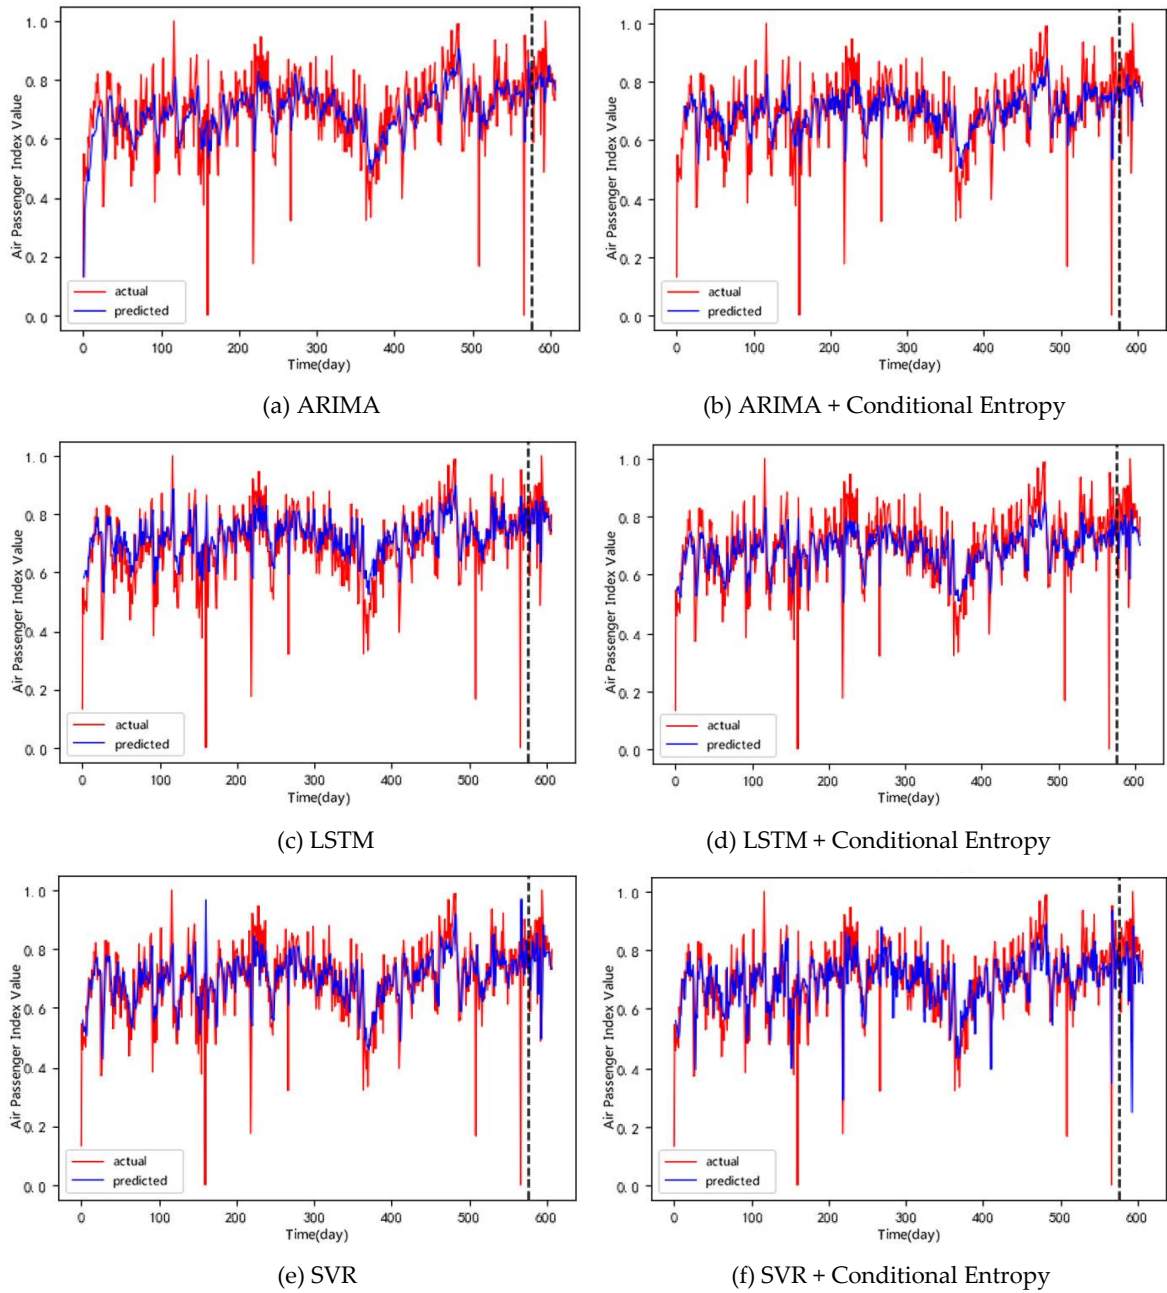 1. 0
0. 8
0. 6
0. 4
0. 2
0. 0
Air Passenger Index Value
actual
predicted
0 100 200 300 400 500 600
Time(day)
(a) ARIMA
1. 0
0. 8
0. 6
0. 4
0. 2
0. 0
Air Passenger Index Value
actual
predicted
0 100 200 300 400 500 600
Time(day)
(b) ARIMA + Conditional Entropy
1. 0
0. 8
0. 6
0. 4
0. 2
0. 0
Air Passenger Index Value
actual
predicted
0 100 200 300 400 500 600
Time(day)
(c) LSTM
1. 0
0. 8
0. 6
0. 4
0. 2
0. 0
Air Passenger Index Value
actual
predicted
0 100 200 300 400 500 600
Time(day)
(d) LSTM + Conditional Entropy
1. 0
0. 8
0. 6
0. 4
0. 2
0. 0
Air Passenger Index Value
actual
predicted
0 100 200 300 400 500 600
Time(day)
(e) SVR
1. 0
0. 8
0. 6
0. 4
0. 2
0. 0
Air Passenger Index Value
actual
predicted
0 100 200 300 400 500 600
Time(day)
(f) SVR + Conditional Entropy